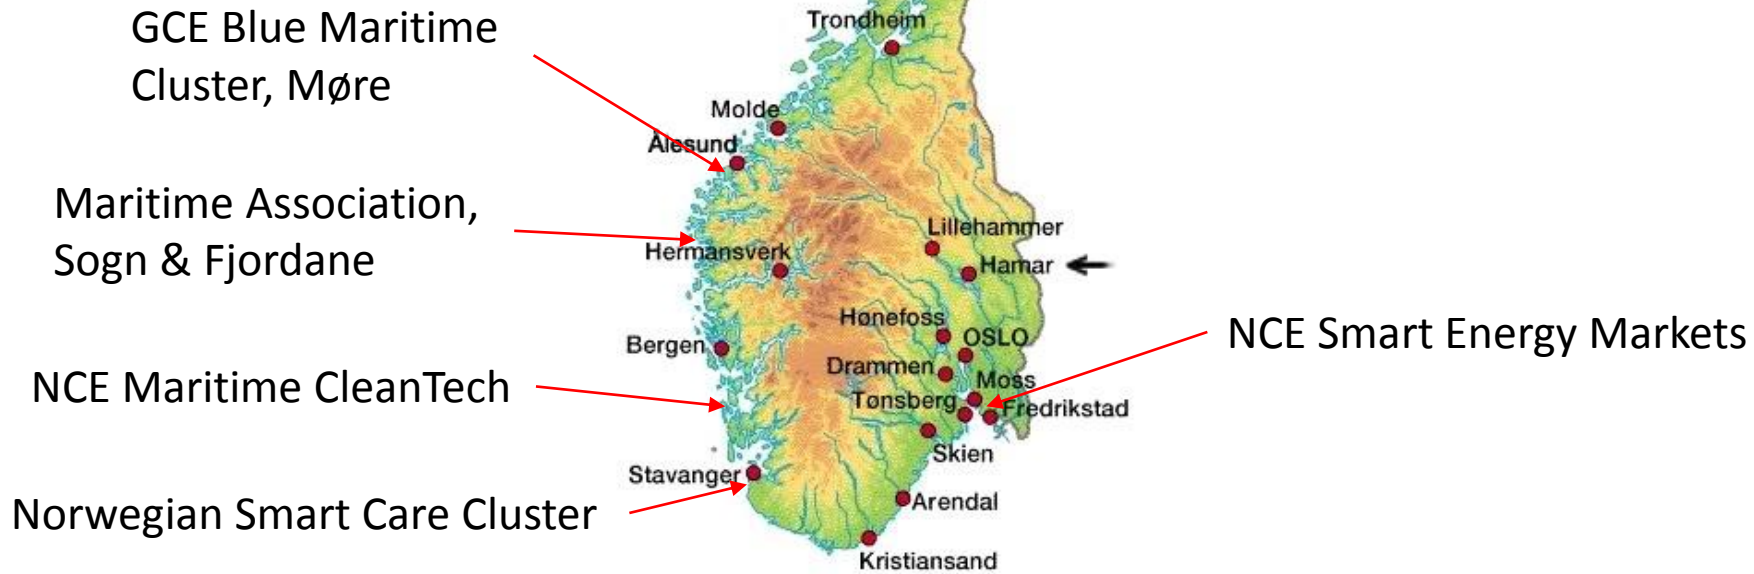 GCE Blue Maritime
Cluster, Møre
Maritime Association,
Sogn & Fjordane
NCE Maritime CleanTech
Norwegian Smart Care Cluster
Trondheim
Molde
Ålesund
Lillehammer
Hermansverk
Hamar
Hønefoss
OSLO
Bergen
Drammen
Moss
Tønsberg
Fredrikstad
Skien
Stavanger
Arendal
Kristiansand
NCE Smart Energy Markets